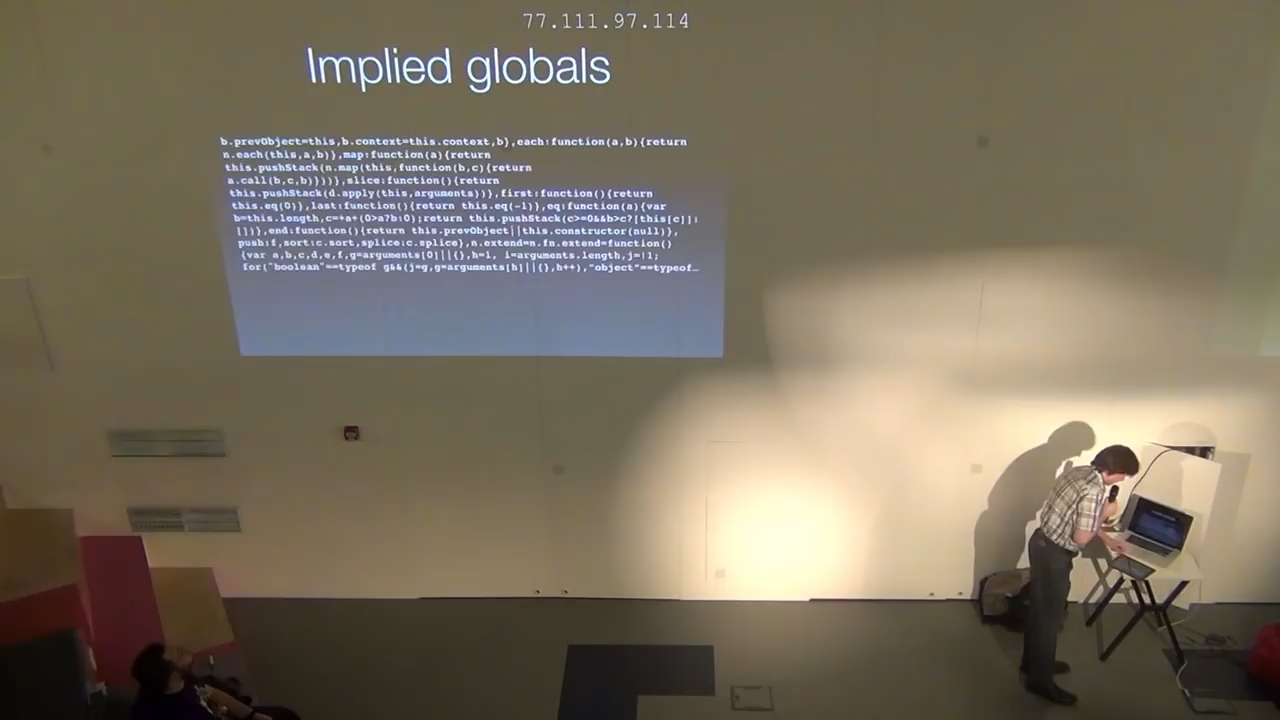 77.111.97.114
Implied globals
b.prevObject=this,b.context=this.context,b},each:function(a,b){return
n.each(this,a,b)},map:function(a){return
this.pushStack(n.map(this,function(b,c){return
a.call(b,c,b)}))},slice:function(){return
this.pushStack(d.apply(this,arguments))},first:function(){return
this.eq(0)},last:function(){return this.eq(-1)},eq:function(a){var
b=this.length,c=+a+(0>a?b:0);return this.pushStack(c>=0&&b>c?[this[c]]:
[])},end:function(){return this.prevObject||this.constructor(null)},
push:f,sort:c.sort,splice:c.splice},n.extend=n.fn.extend=function()
{var a,b,c,d,e,f,g=arguments[0]||{},h=1, i=arguments.length,j=!1;
for("boolean"==typeof g&&(j=g,g=arguments[h]||{},h++),"object"==typeof…